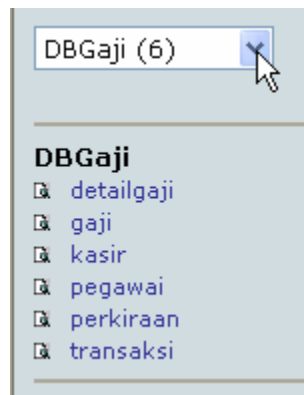 DBGaji (6)
DBGaji
detailgaji
gaji
kasir
pegawai
perkiraan
transaksi